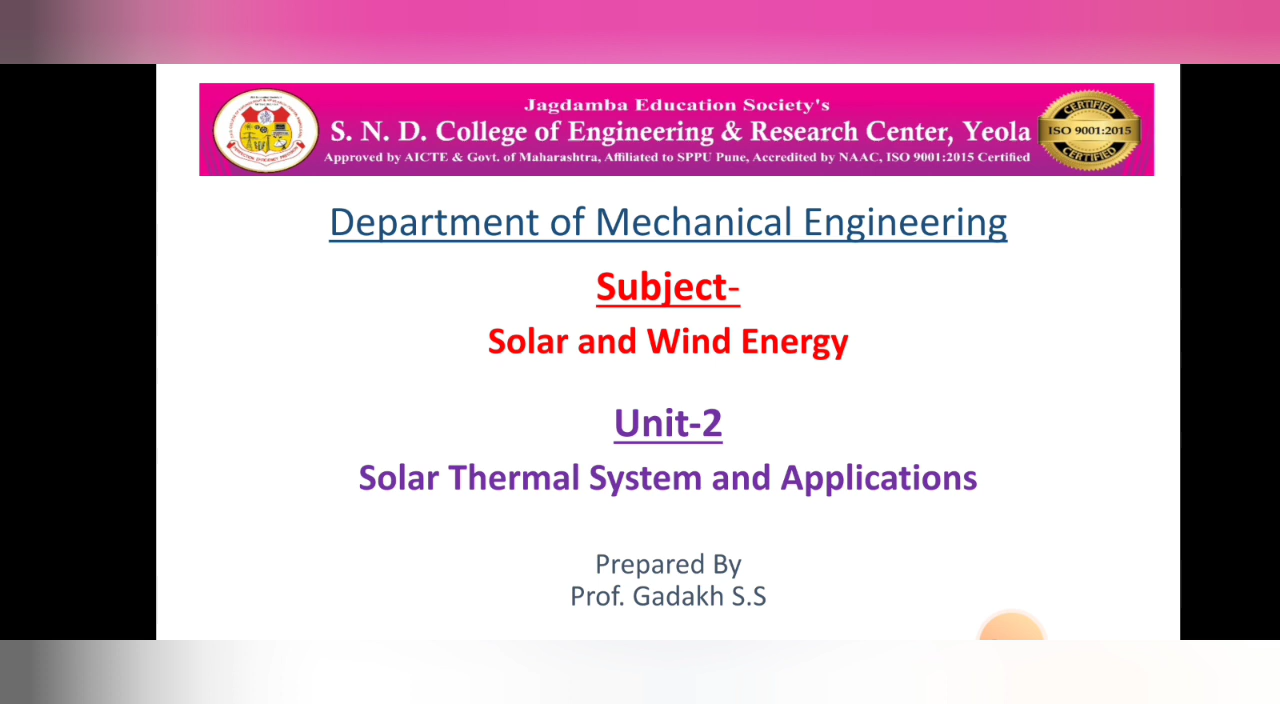 Jagdamba Education Society's
S. N. D. College of Engineering & Research Center, Yeola
Approved by AICTE & Govt. of Maharashtra, Affiliated to SPPU Pune, Accredited by NAAC, ISO 9001:2015 Certified
CERTIFIED
ISO 9001:2015
CERTIFIED
Department of Mechanical Engineering
Subject-
Solar and Wind Energy
Unit-2
Solar Thermal System and Applications
Prepared By
Prof. Gadakh S.S